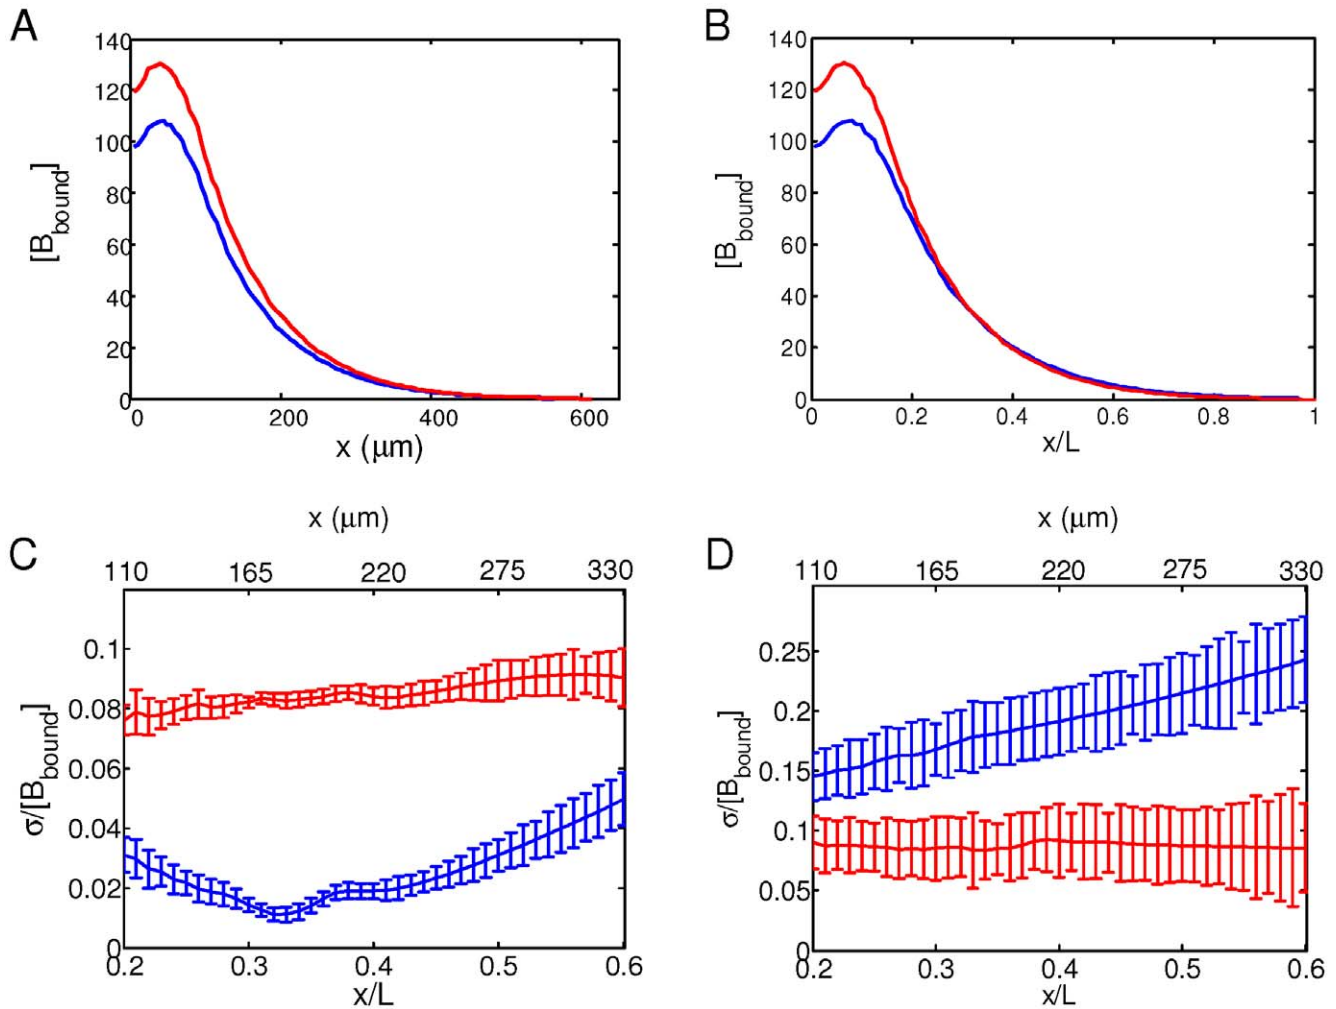 A
140
120
100
80
60
40
20
0
[B_bound]
0 200 400 600
x (μm)
B
140
120
100
80
60
40
20
0
[B_bound]
0 0.2 0.4 0.6 0.8 1
x/L
x (μm)
C
110 165 220 275 330
0.1
0.08
0.06
0.04
0.02
0
σ/[B_bound]
0.2 0.3 0.4 0.5 0.6
x/L
x (μm)
D
110 165 220 275 330
0.25
0.2
0.15
0.1
0.05
0
σ/[B_bound]
0.2 0.3 0.4 0.5 0.6
x/L